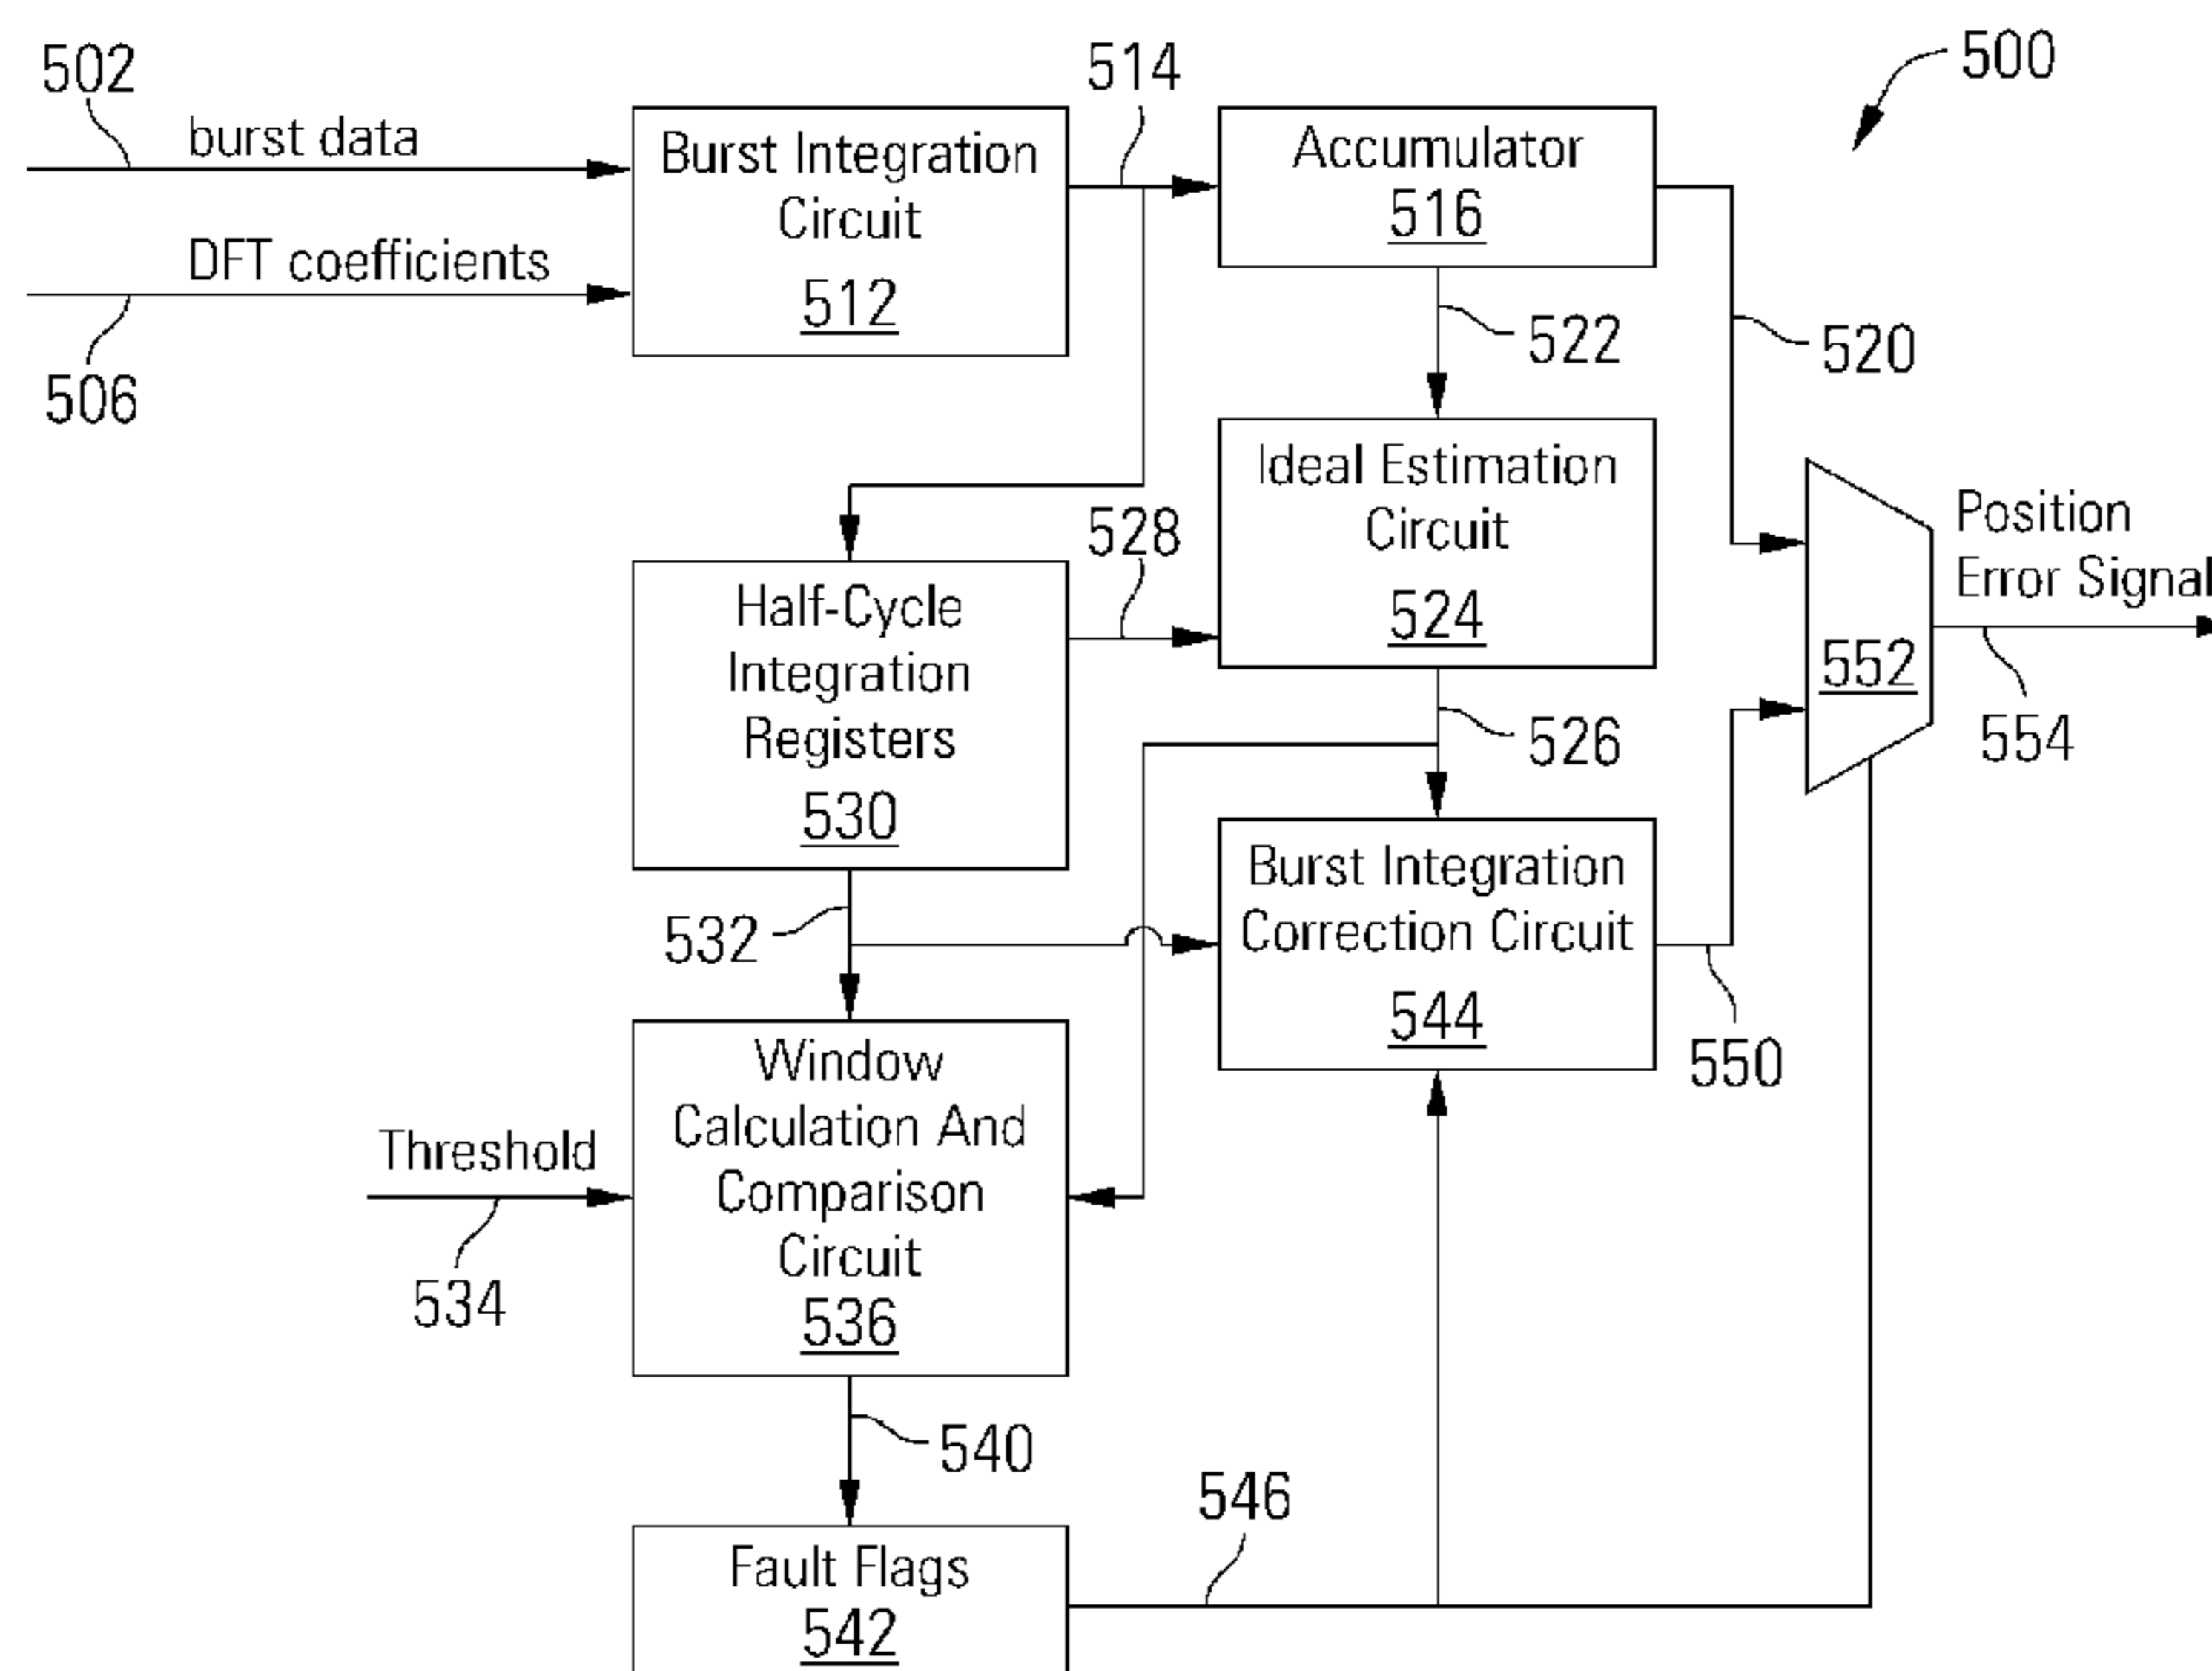 500
502
burst data
DFT coefficients
506
Burst Integration
Circuit
512
514
Accumulator
516
522
520
Ideal Estimation
Circuit
524
528
Half-Cycle
Integration
Registers
530
526
552
Position
Error Signal
554
532
Burst Integration
Correction Circuit
544
550
Threshold
534
Window
Calculation And
Comparison
Circuit
536
540
Fault Flags
542
546